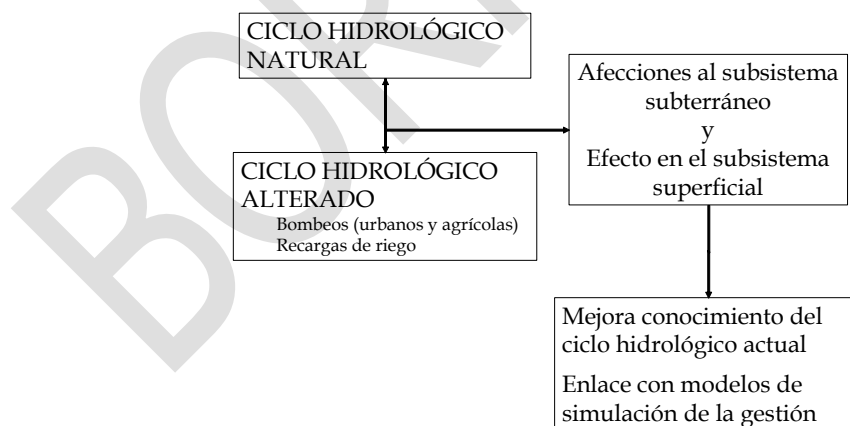 CICLO HIDROLÓGICO
NATURAL
Afecciones al subsistema
subterráneo
y
Efecto en el subsistema
superficial
CICLO HIDROLÓGICO
ALTERADO
Bombeos (urbanos y agrícolas)
Recargas de riego
Mejora conocimiento del
ciclo hidrológico actual
Enlace con modelos de
simulación de la gestión